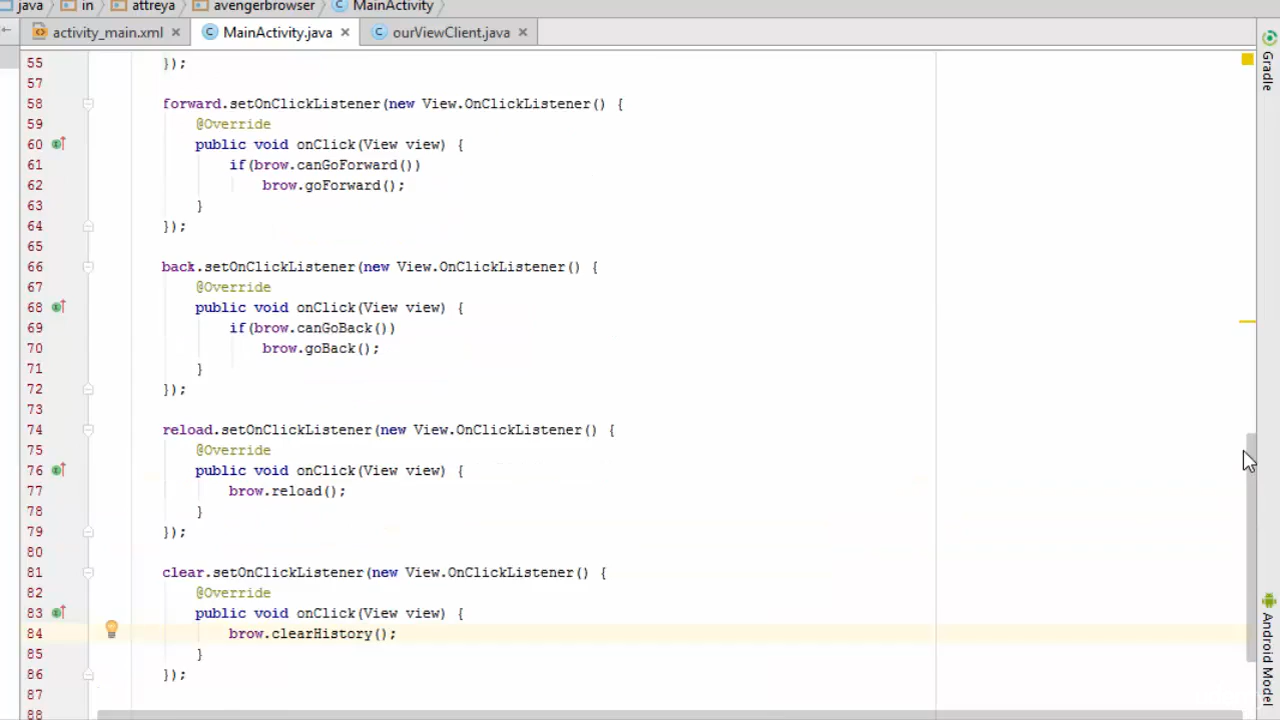 java in attreya avengerbrowser MainActivity
activity_main.xml MainActivity.java ourViewClient.java
55 });
57
58 forward.setOnClickListener(new View.OnClickListener() {
59 @Override
60 public void onClick(View view) {
61 if(brow.canGoForward())
62 brow.goForward();
63 }
64 });
65
66 back.setOnClickListener(new View.OnClickListener() {
67 @Override
68 public void onClick(View view) {
69 if(brow.canGoBack())
70 brow.goBack();
71 }
72 });
73
74 reload.setOnClickListener(new View.OnClickListener() {
75 @Override
76 public void onClick(View view) {
77 brow.reload();
78 }
79 });
80
81 clear.setOnClickListener(new View.OnClickListener() {
82 @Override
83 public void onClick(View view) {
84 brow.clearHistory();
85 }
86 });
87
88
Gradle
Android Model